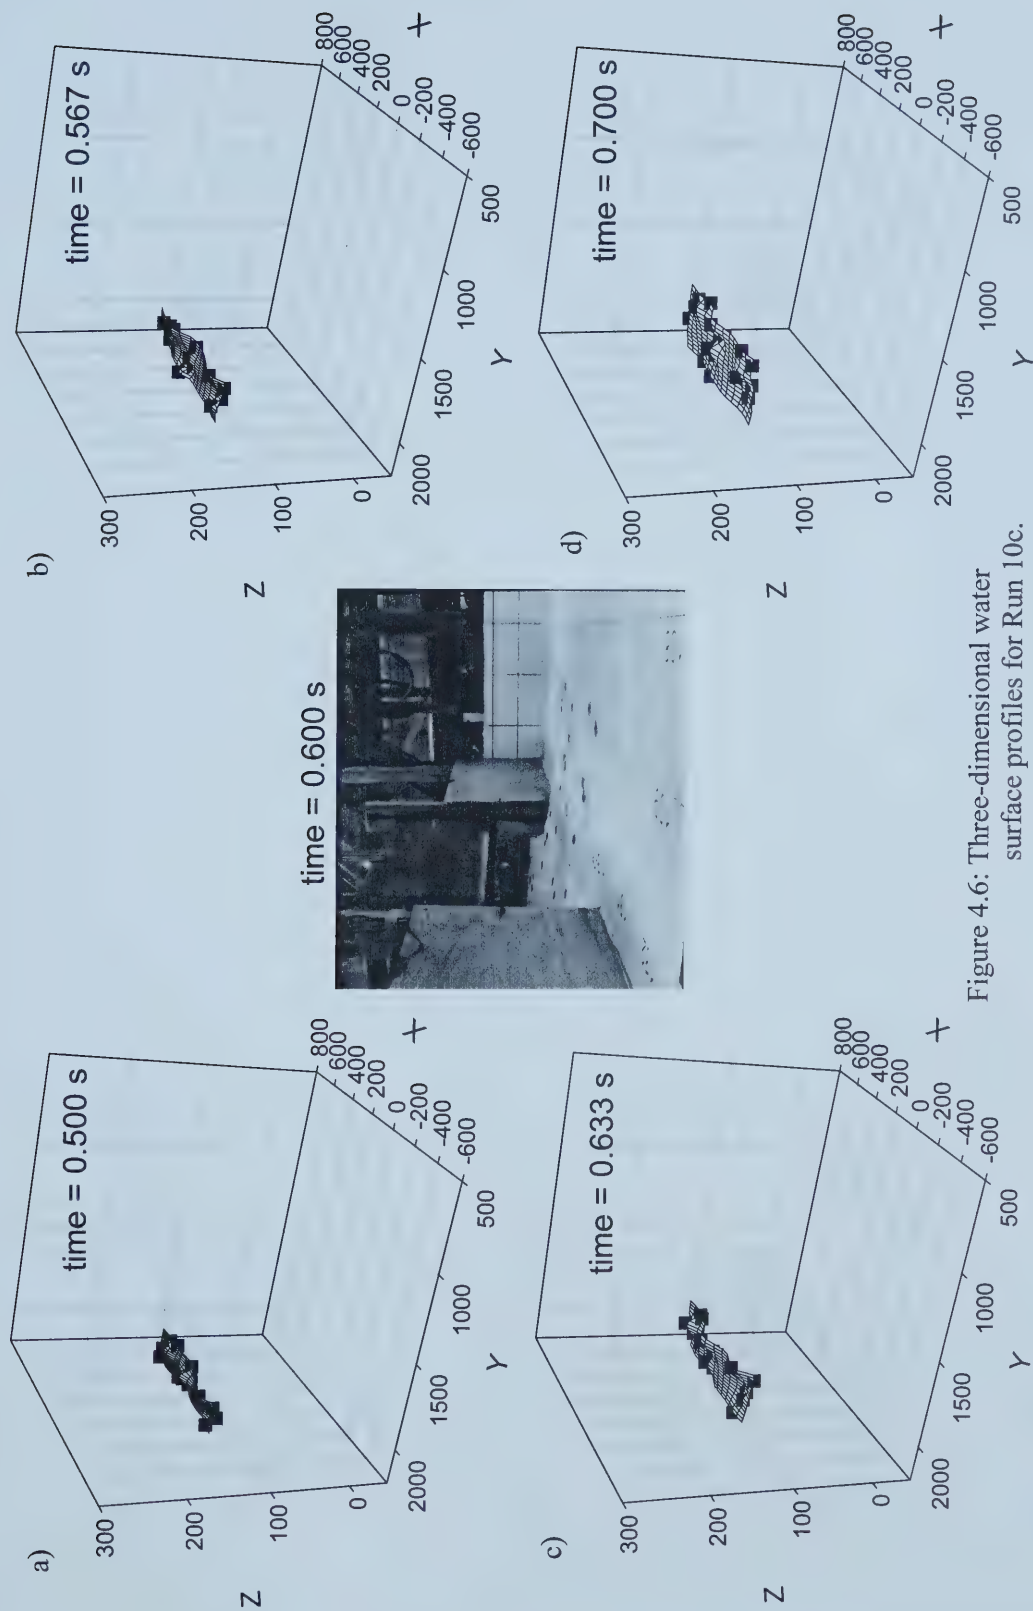 a)
time = 0.500 s
Z
300
200
100
0
2000
1500
1000
500
Y
-600
-400
-200
0
200
400
600
800
X
time = 0.600 s
b)
time = 0.567 s
Z
300
200
100
0
2000
1500
1000
500
Y
-600
-400
-200
0
200
400
600
800
X
c)
time = 0.633 s
Z
300
200
100
0
2000
1500
1000
500
Y
-600
-400
-200
0
200
400
600
800
X
d)
time = 0.700 s
Z
300
200
100
0
2000
1500
1000
500
Y
-600
-400
-200
0
200
400
600
800
X
Figure 4.6: Three-dimensional water
surface profiles for Run 10c.